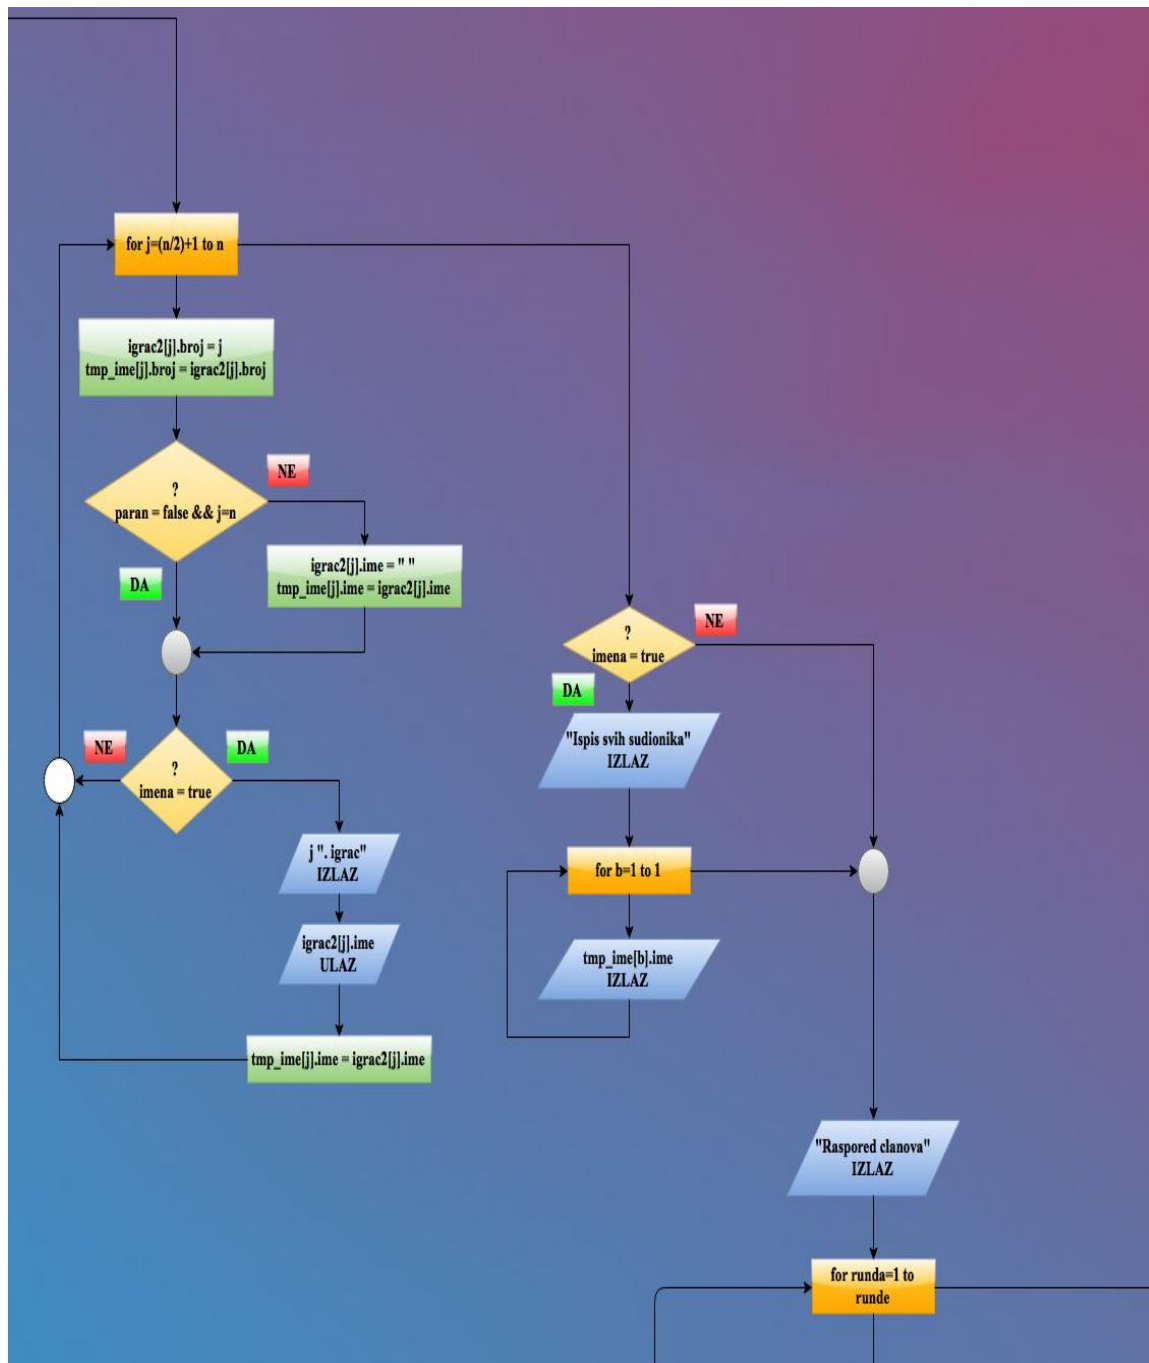 for j=(n/2)+1 to n
igrac2[j].broj = j
tmp_ime[j].broj = igrac2[j].broj
?
paran = false && j=n
NE
DA
igrac2[j].ime = " "
tmp_ime[j].ime = igrac2[j].ime
NE
DA
?
imena = true
j ". igrac"
IZLAZ
igrac2[j].ime
ULAZ
tmp_ime[j].ime = igrac2[j].ime
?
imena = true
NE
DA
"Ispis svih sudionika"
IZLAZ
for b=1 to 1
tmp_ime[b].ime
IZLAZ
"Raspored clanova"
IZLAZ
for runda=1 to
runde